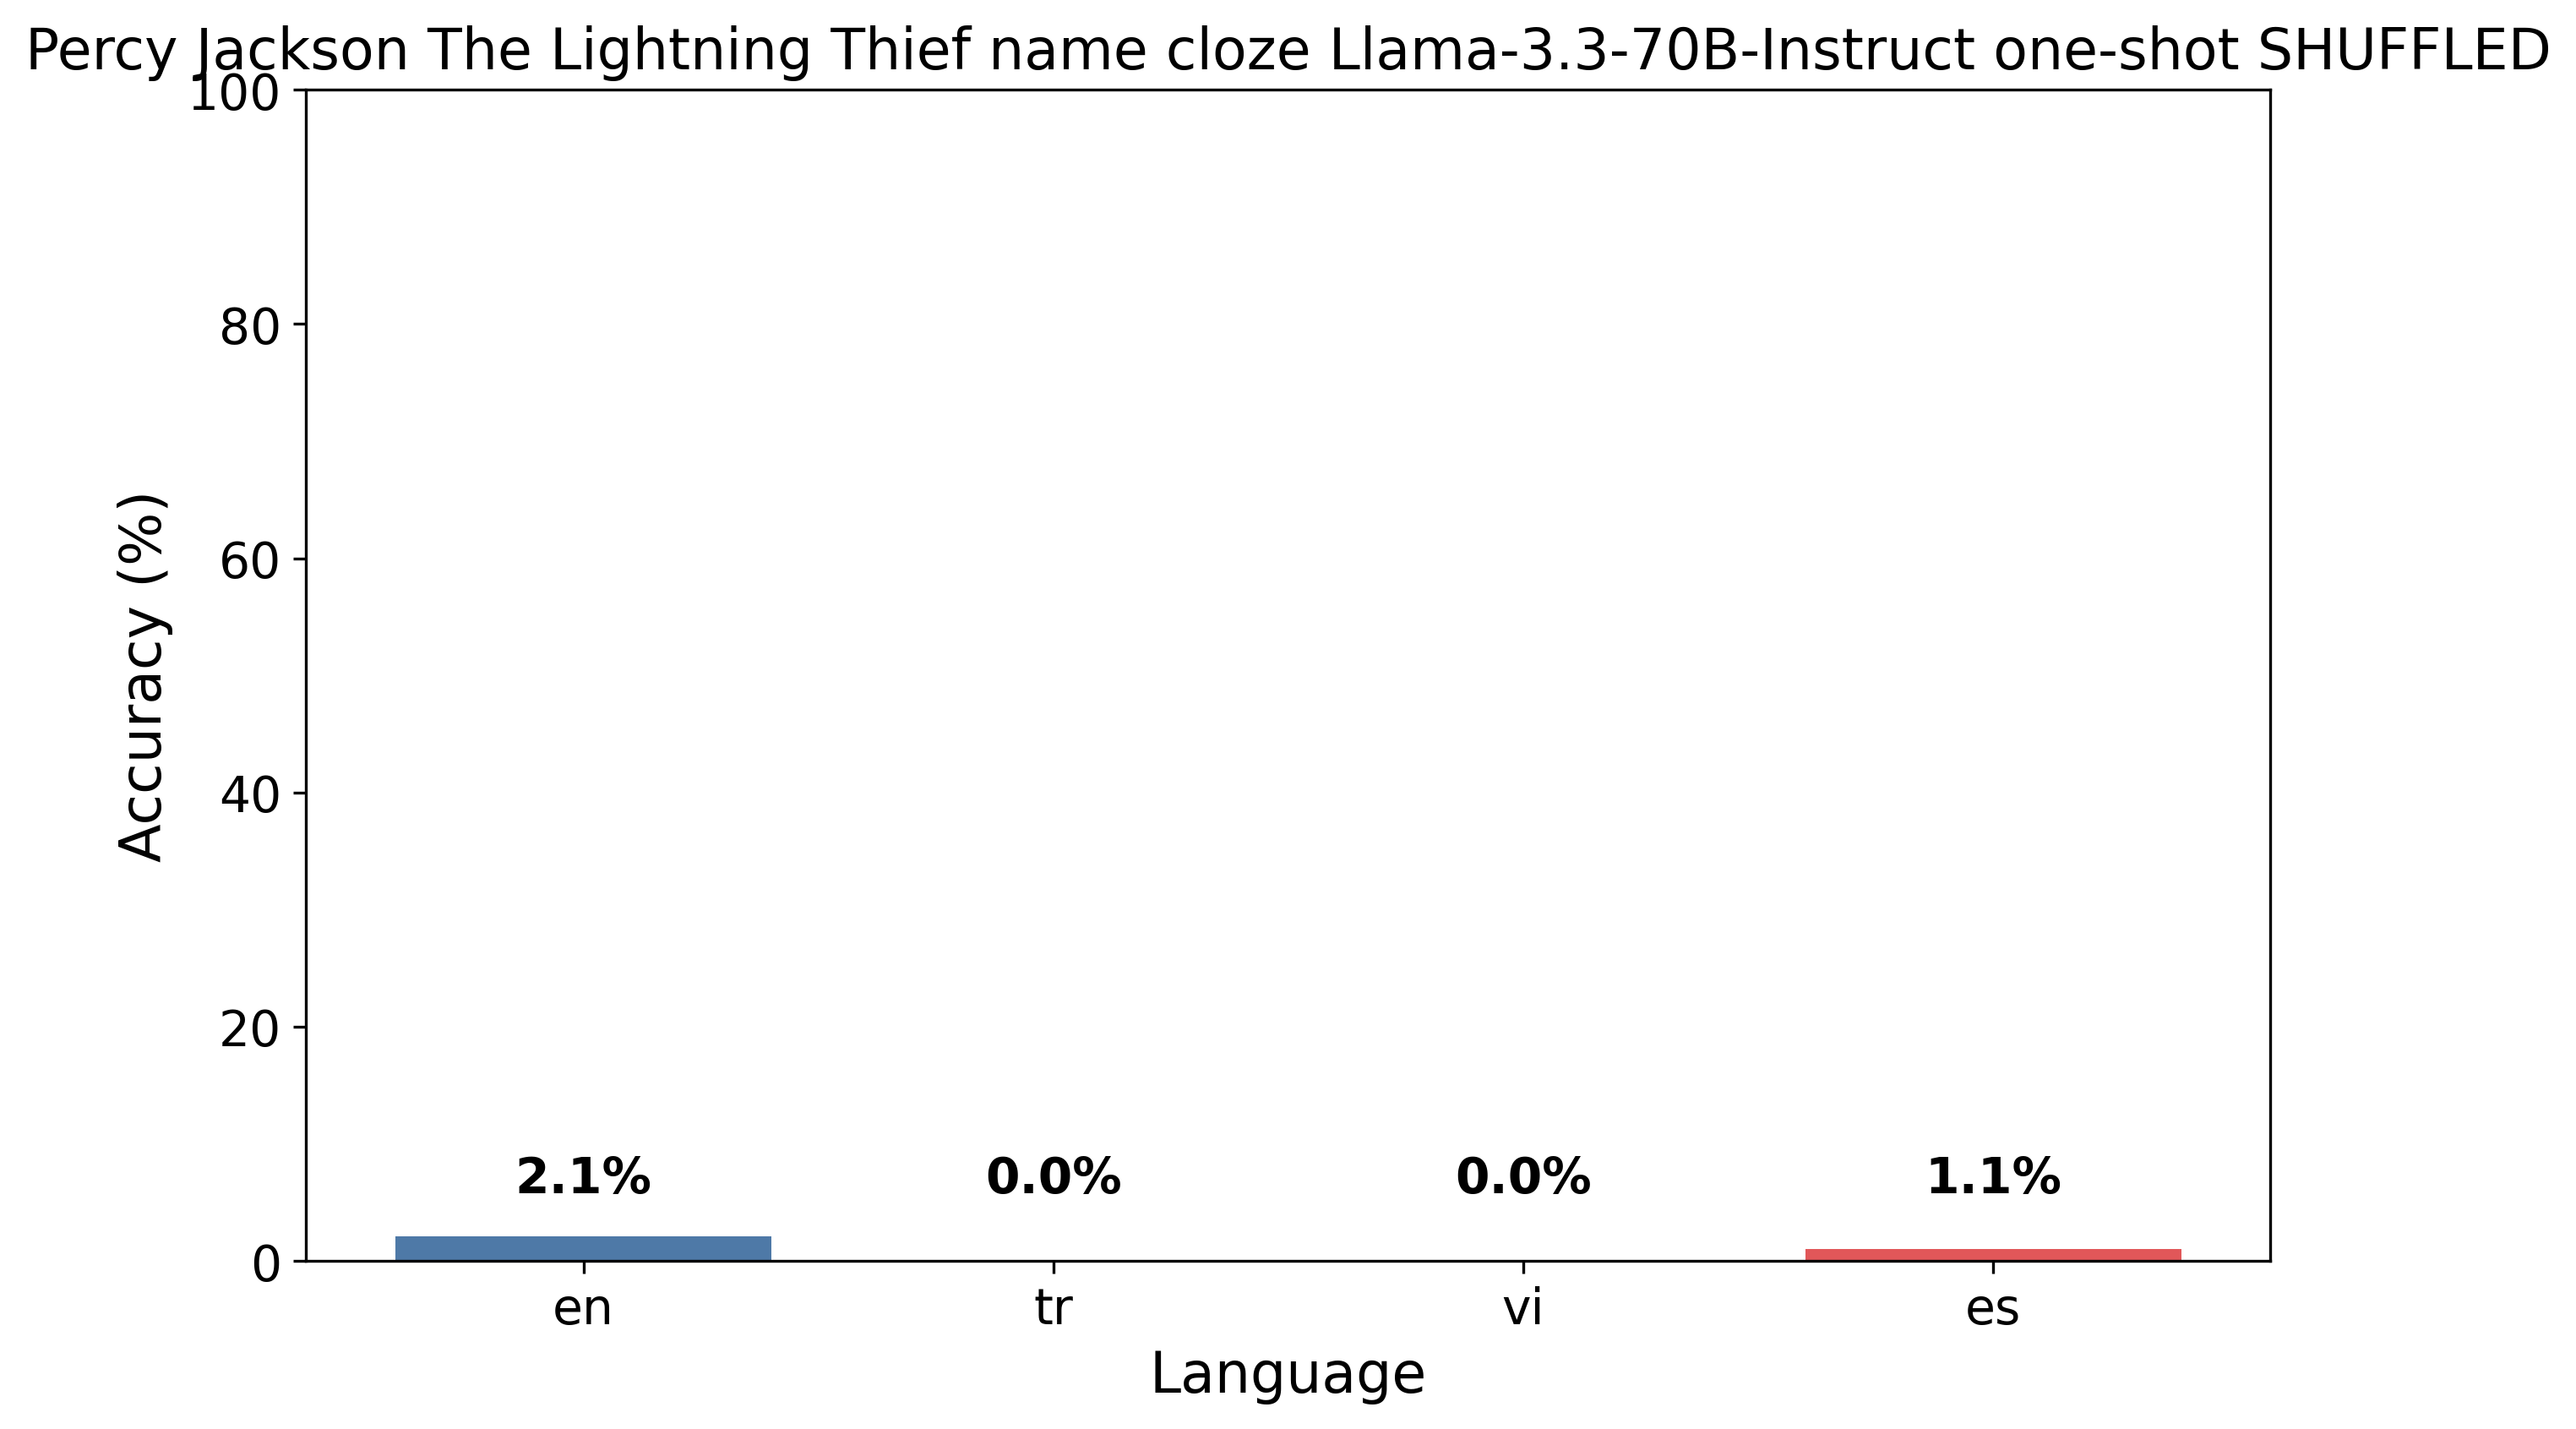 Percy Jackson The Lightning Thief name cloze Llama-3.3-70B-Instruct one-shot SHUFFLED
100
80
60
40
20
0
Accuracy (%)
2.1%
0.0%
0.0%
1.1%
en
tr
vi
es
Language